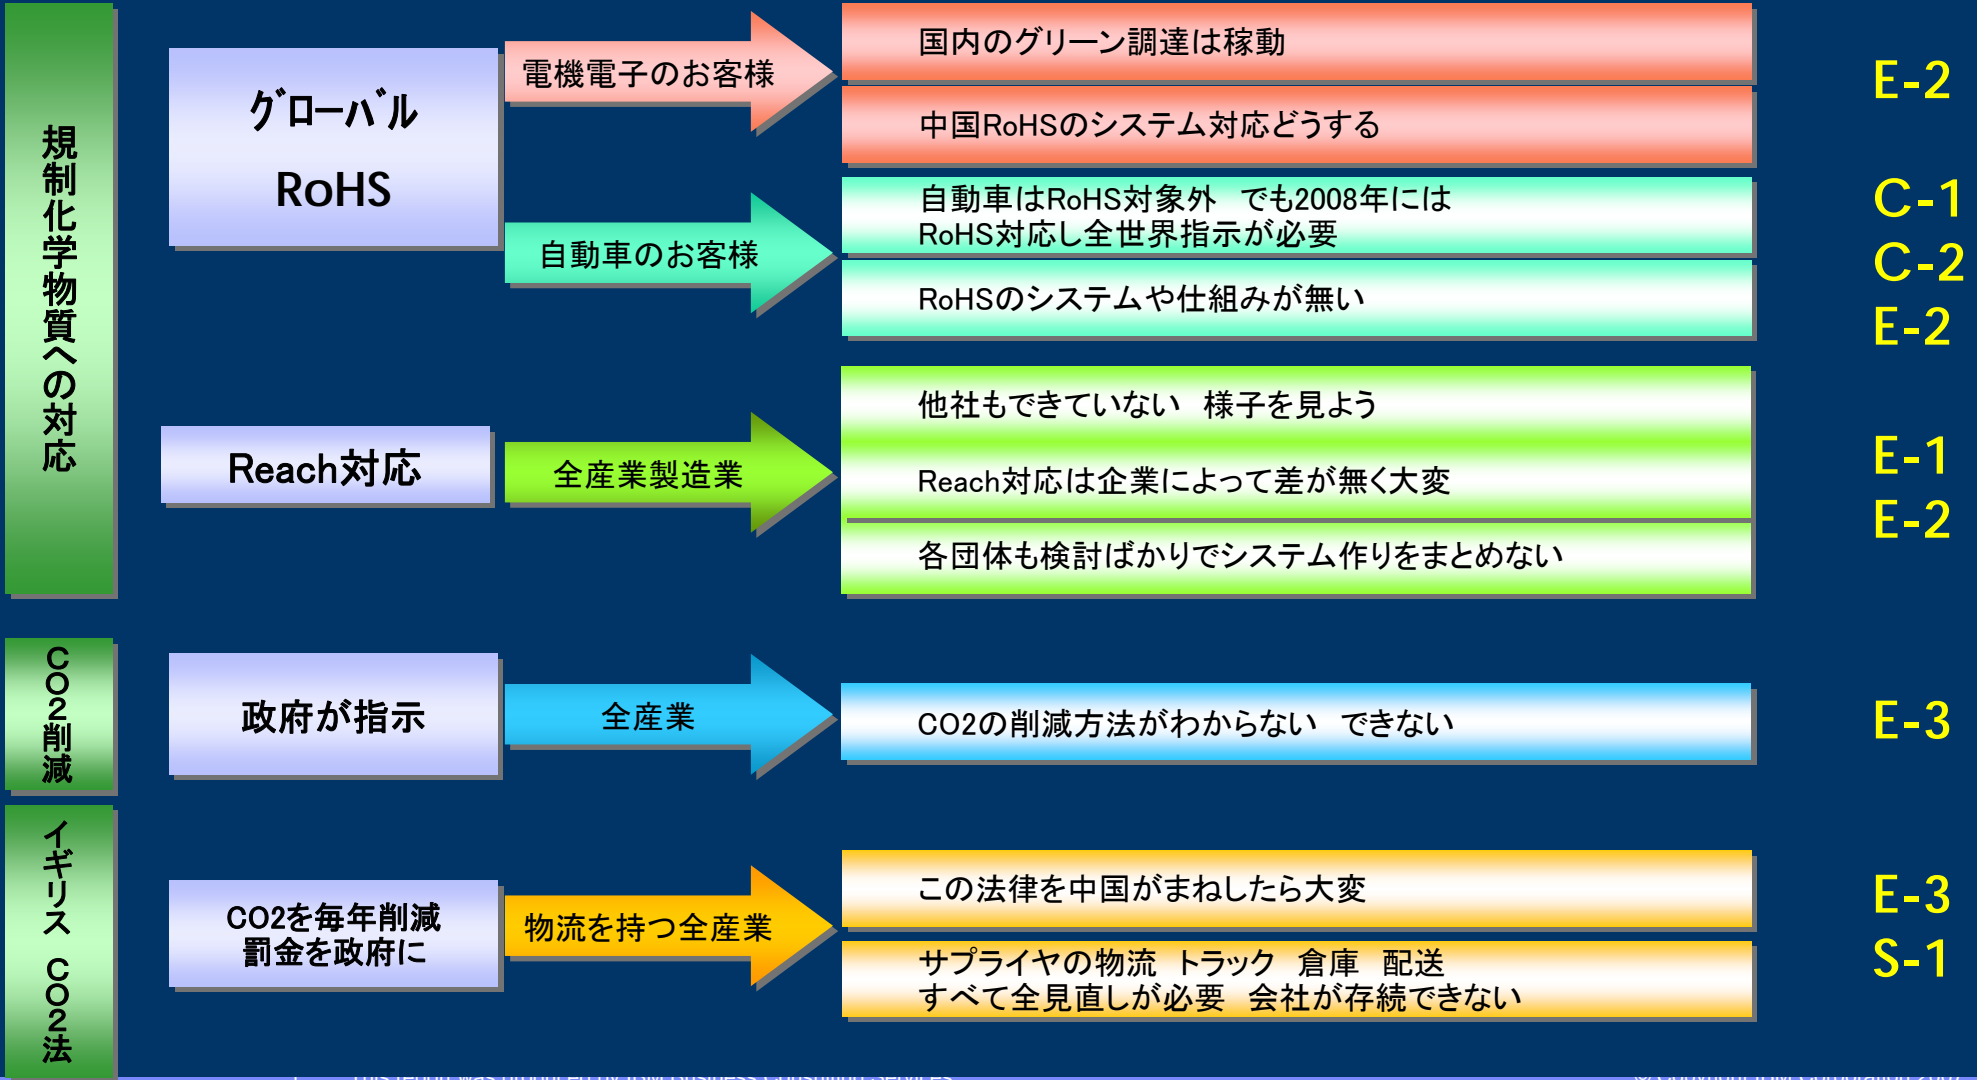 規制化学物質への対応
グローバル
RoHS
電機電子のお客様
国内のグリーン調達は稼動
中国RoHSのシステム対応どうする
E-2
自動車のお客様
自動車はRoHS対象外　でも2008年には
RoHS対応し全世界指示が必要
RoHSのシステムや仕組みが無い
C-1
C-2
E-2
Reach対応
全産業製造業
他社もできていない　様子を見よう
Reach対応は企業によって差が無く大変
各団体も検討ばかりでシステム作りをまとめない
E-1
E-2
CO2削減
政府が指示
全産業
CO2の削減方法がわからない　できない
E-3
イギリス　CO2法
CO2を毎年削減
罰金を政府に
物流を持つ全産業
この法律を中国がまねしたら大変
サプライヤの物流　トラック　倉庫　配送
すべて全見直しが必要　会社が存続できない
E-3
S-1
This report was produced by IBM Business Consulting Services
© Copyright IBM Corporation 2007